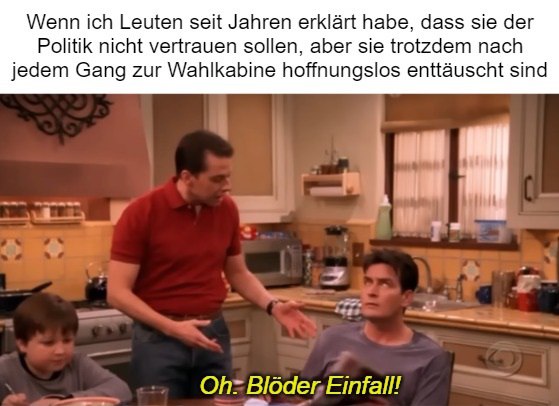 Wenn ich Leuten seit Jahren erklärt habe, dass sie der
Politik nicht vertrauen sollen, aber sie trotzdem nach
jedem Gang zur Wahlkabine hoffnungslos enttäuscht sind
Oh. Blöder Einfall!